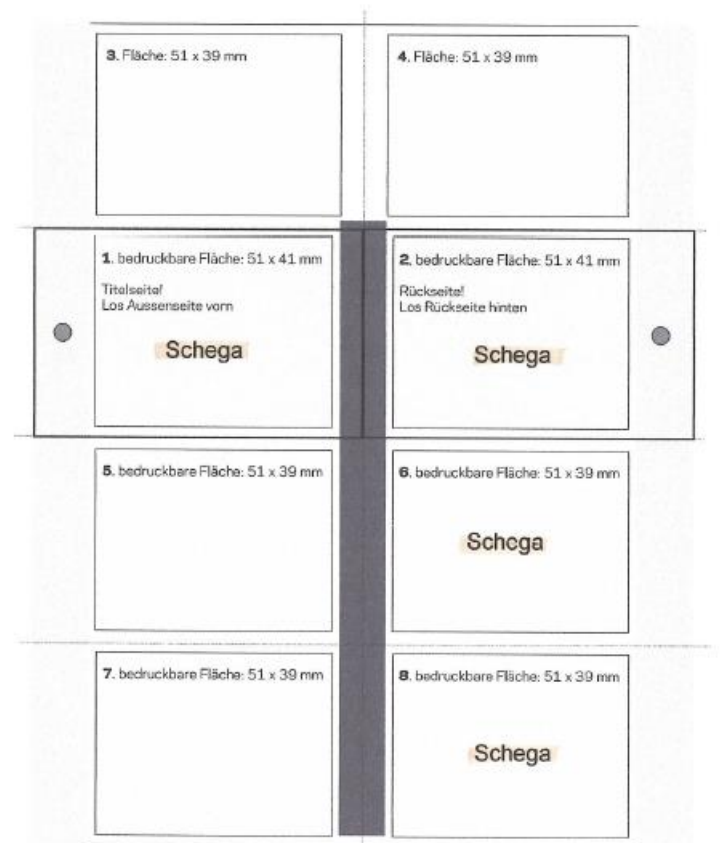 3. Fläche: 51 x 39 mm
4. Fläche: 51 x 39 mm
1. bedruckbare Fläche: 51 x 41 mm
Titelseite!
Los Aussenseite vorn
Schega
2. bedruckbare Fläche: 51 x 41 mm
Rückseite!
Los Rückseite hinten
Schega
5. bedruckbare Fläche: 51 x 39 mm
6. bedruckbare Fläche: 51 x 39 mm
Schega
7. bedruckbare Fläche: 51 x 39 mm
8. bedruckbare Fläche: 51 x 39 mm
Schega